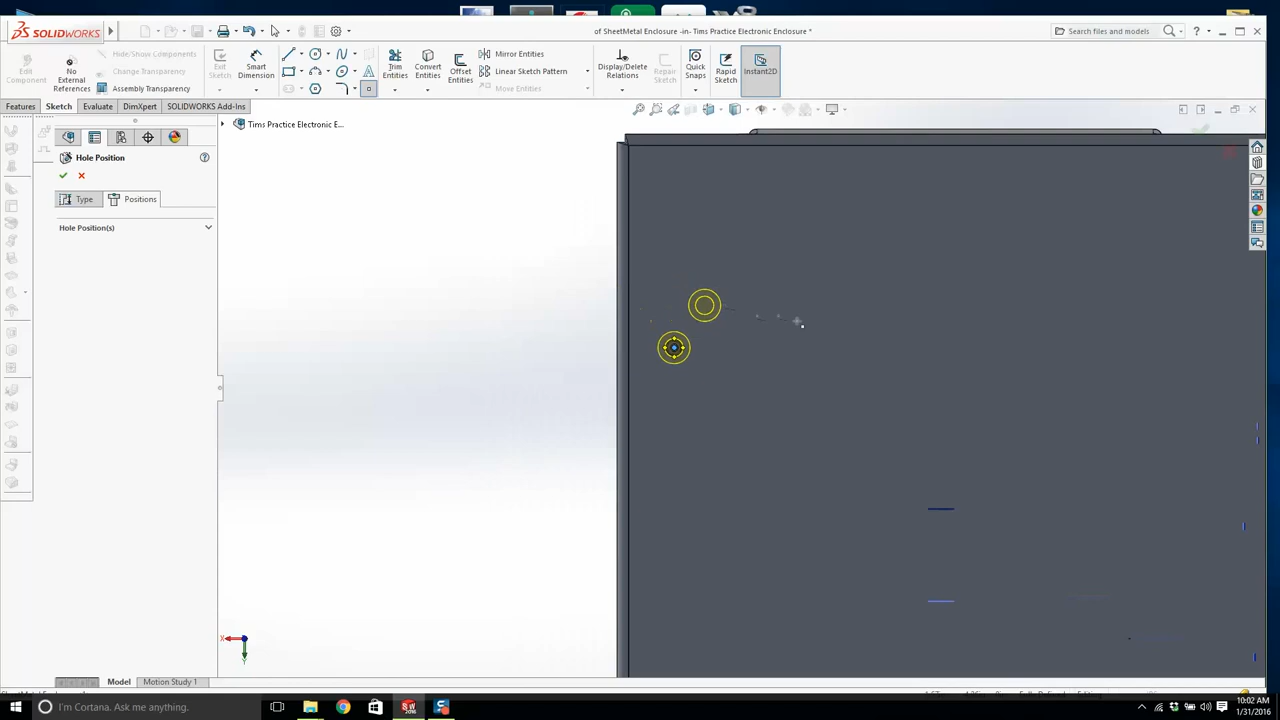 SOLIDWORKS
of SheetMetal Enclosure -in- Tims Practice Electronic Enclosure *
Search Commands
Edit Component
No External References
Hide/Show Components
Change Transparency
Assembly Transparency
Exit Sketch
Smart Dimension
Trim Entities
Convert Entities
Offset Entities
Mirror Entities
Linear Sketch Pattern
Move Entities
Display/Delete Relations
Repair Sketch
Quick Snaps
Rapid Sketch
Instant2D
Features
Sketch
Evaluate
DimXpert
SOLIDWORKS Add-Ins
Tims Practice Electronic E...
Hole Position
Type
Positions
Hole Position(s)
X
Y
Model
Motion Study 1
I'm Cortana. Ask me anything.
10:02 AM
1/31/2016